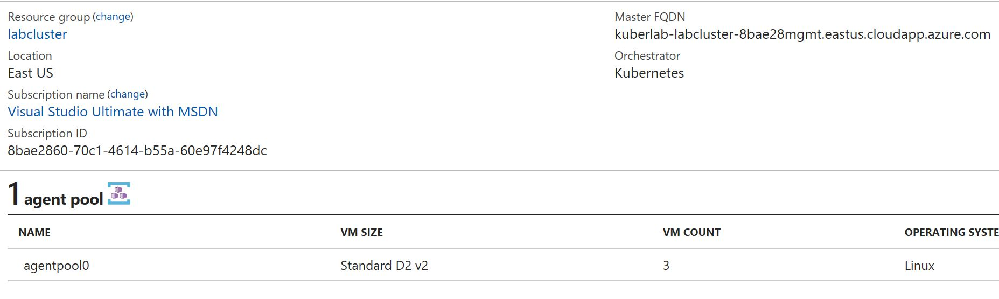 Resource group (change)
labcluster
Location
East US
Subscription name (change)
Visual Studio Ultimate with MSDN
Subscription ID
8bae2860-70c1-4614-b55a-60e97f4248dc
Master FQDN
kuberlab-labcluster-8bae28mgmt.eastus.cloudapp.azure.com
Orchestrator
Kubernetes
1 agent pool
NAME VM SIZE VM COUNT OPERATING SYSTE
agentpool0 Standard D2 v2 3 Linux